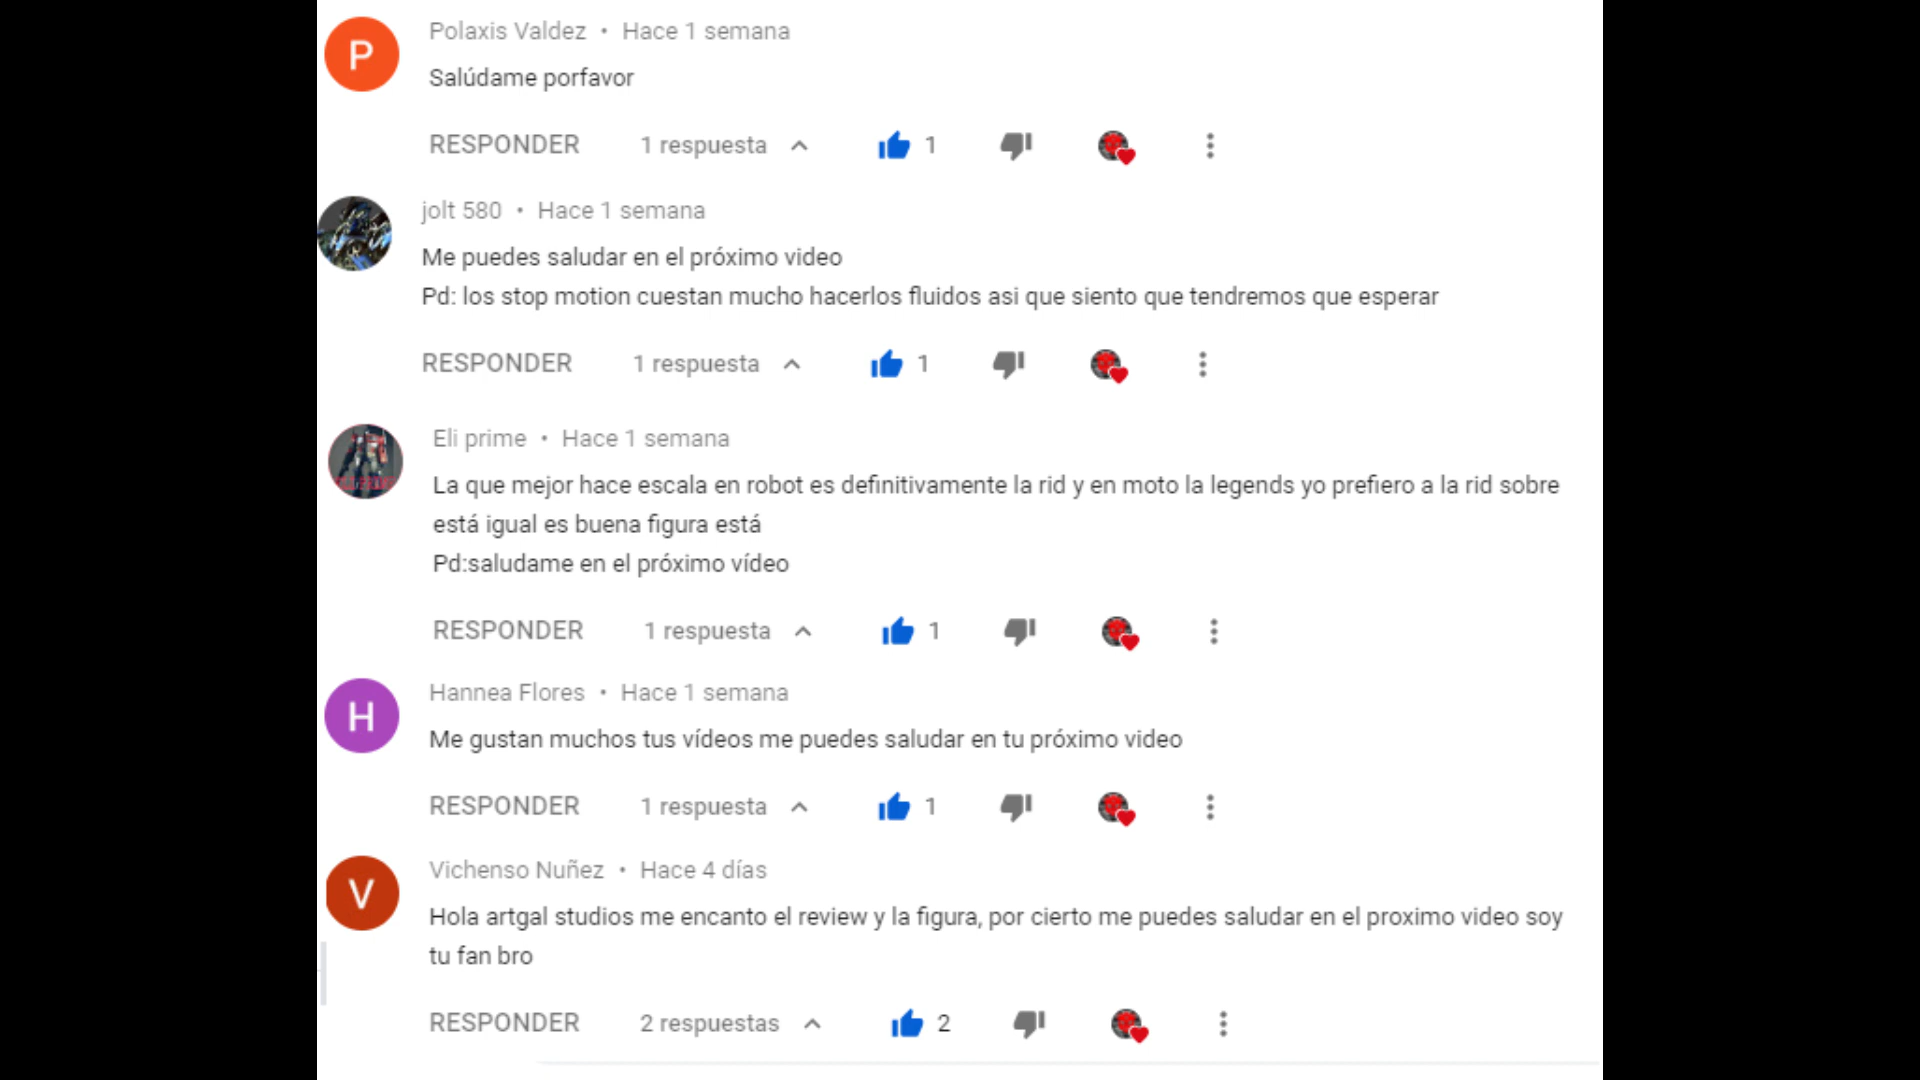 P
Polaxis Valdez • Hace 1 semana
Salúdame porfavor
RESPONDER 1 respuesta 1
jolt 580 • Hace 1 semana
Me puedes saludar en el próximo video
Pd: los stop motion cuestan mucho hacerlos fluidos asi que siento que tendremos que esperar
RESPONDER 1 respuesta 1
Eli prime • Hace 1 semana
La que mejor hace escala en robot es definitivamente la rid y en moto la legends yo prefiero a la rid sobre
está igual es buena figura está
Pd:saludame en el próximo vídeo
RESPONDER 1 respuesta 1
H
Hannea Flores • Hace 1 semana
Me gustan muchos tus vídeos me puedes saludar en tu próximo video
RESPONDER 1 respuesta 1
V
Vichenso Nuñez • Hace 4 días
Hola artgal studios me encanto el review y la figura, por cierto me puedes saludar en el proximo video soy
tu fan bro
RESPONDER 2 respuestas 2